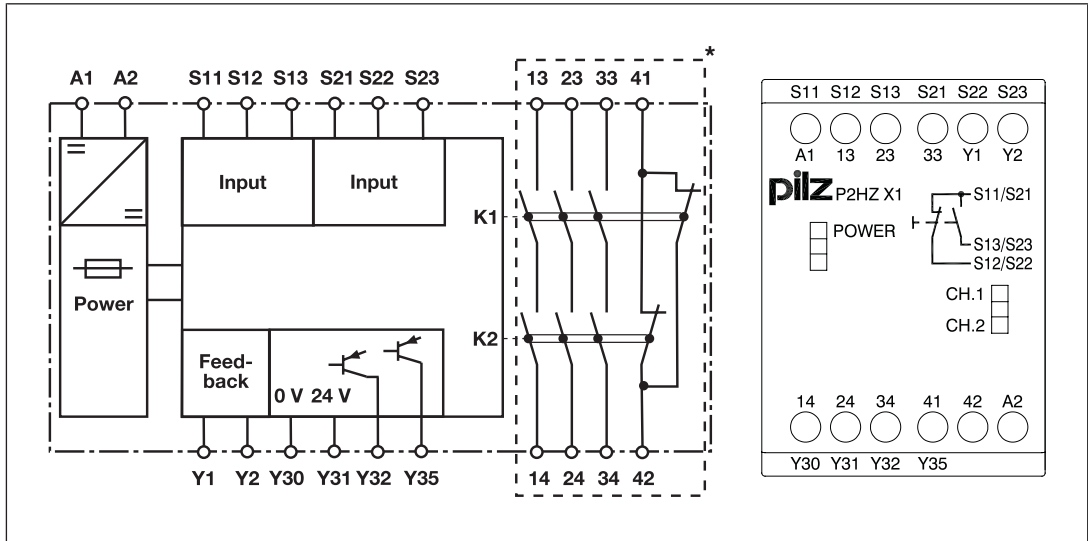 A1 A2 S11 S12 S13 S21 S22 S23 13 23 33 41 *
Input Input
K1
Power
K2
Feed-
back
0 V 24 V
Y1 Y2 Y30 Y31 Y32 Y35 14 24 34 42
S11 S12 S13 S21 S22 S23
A1 13 23 33 Y1 Y2
pilz P2HZ X1 S11/S21
POWER
S13/S23
S12/S22
CH.1
CH.2
14 24 34 41 42 A2
Y30 Y31 Y32 Y35